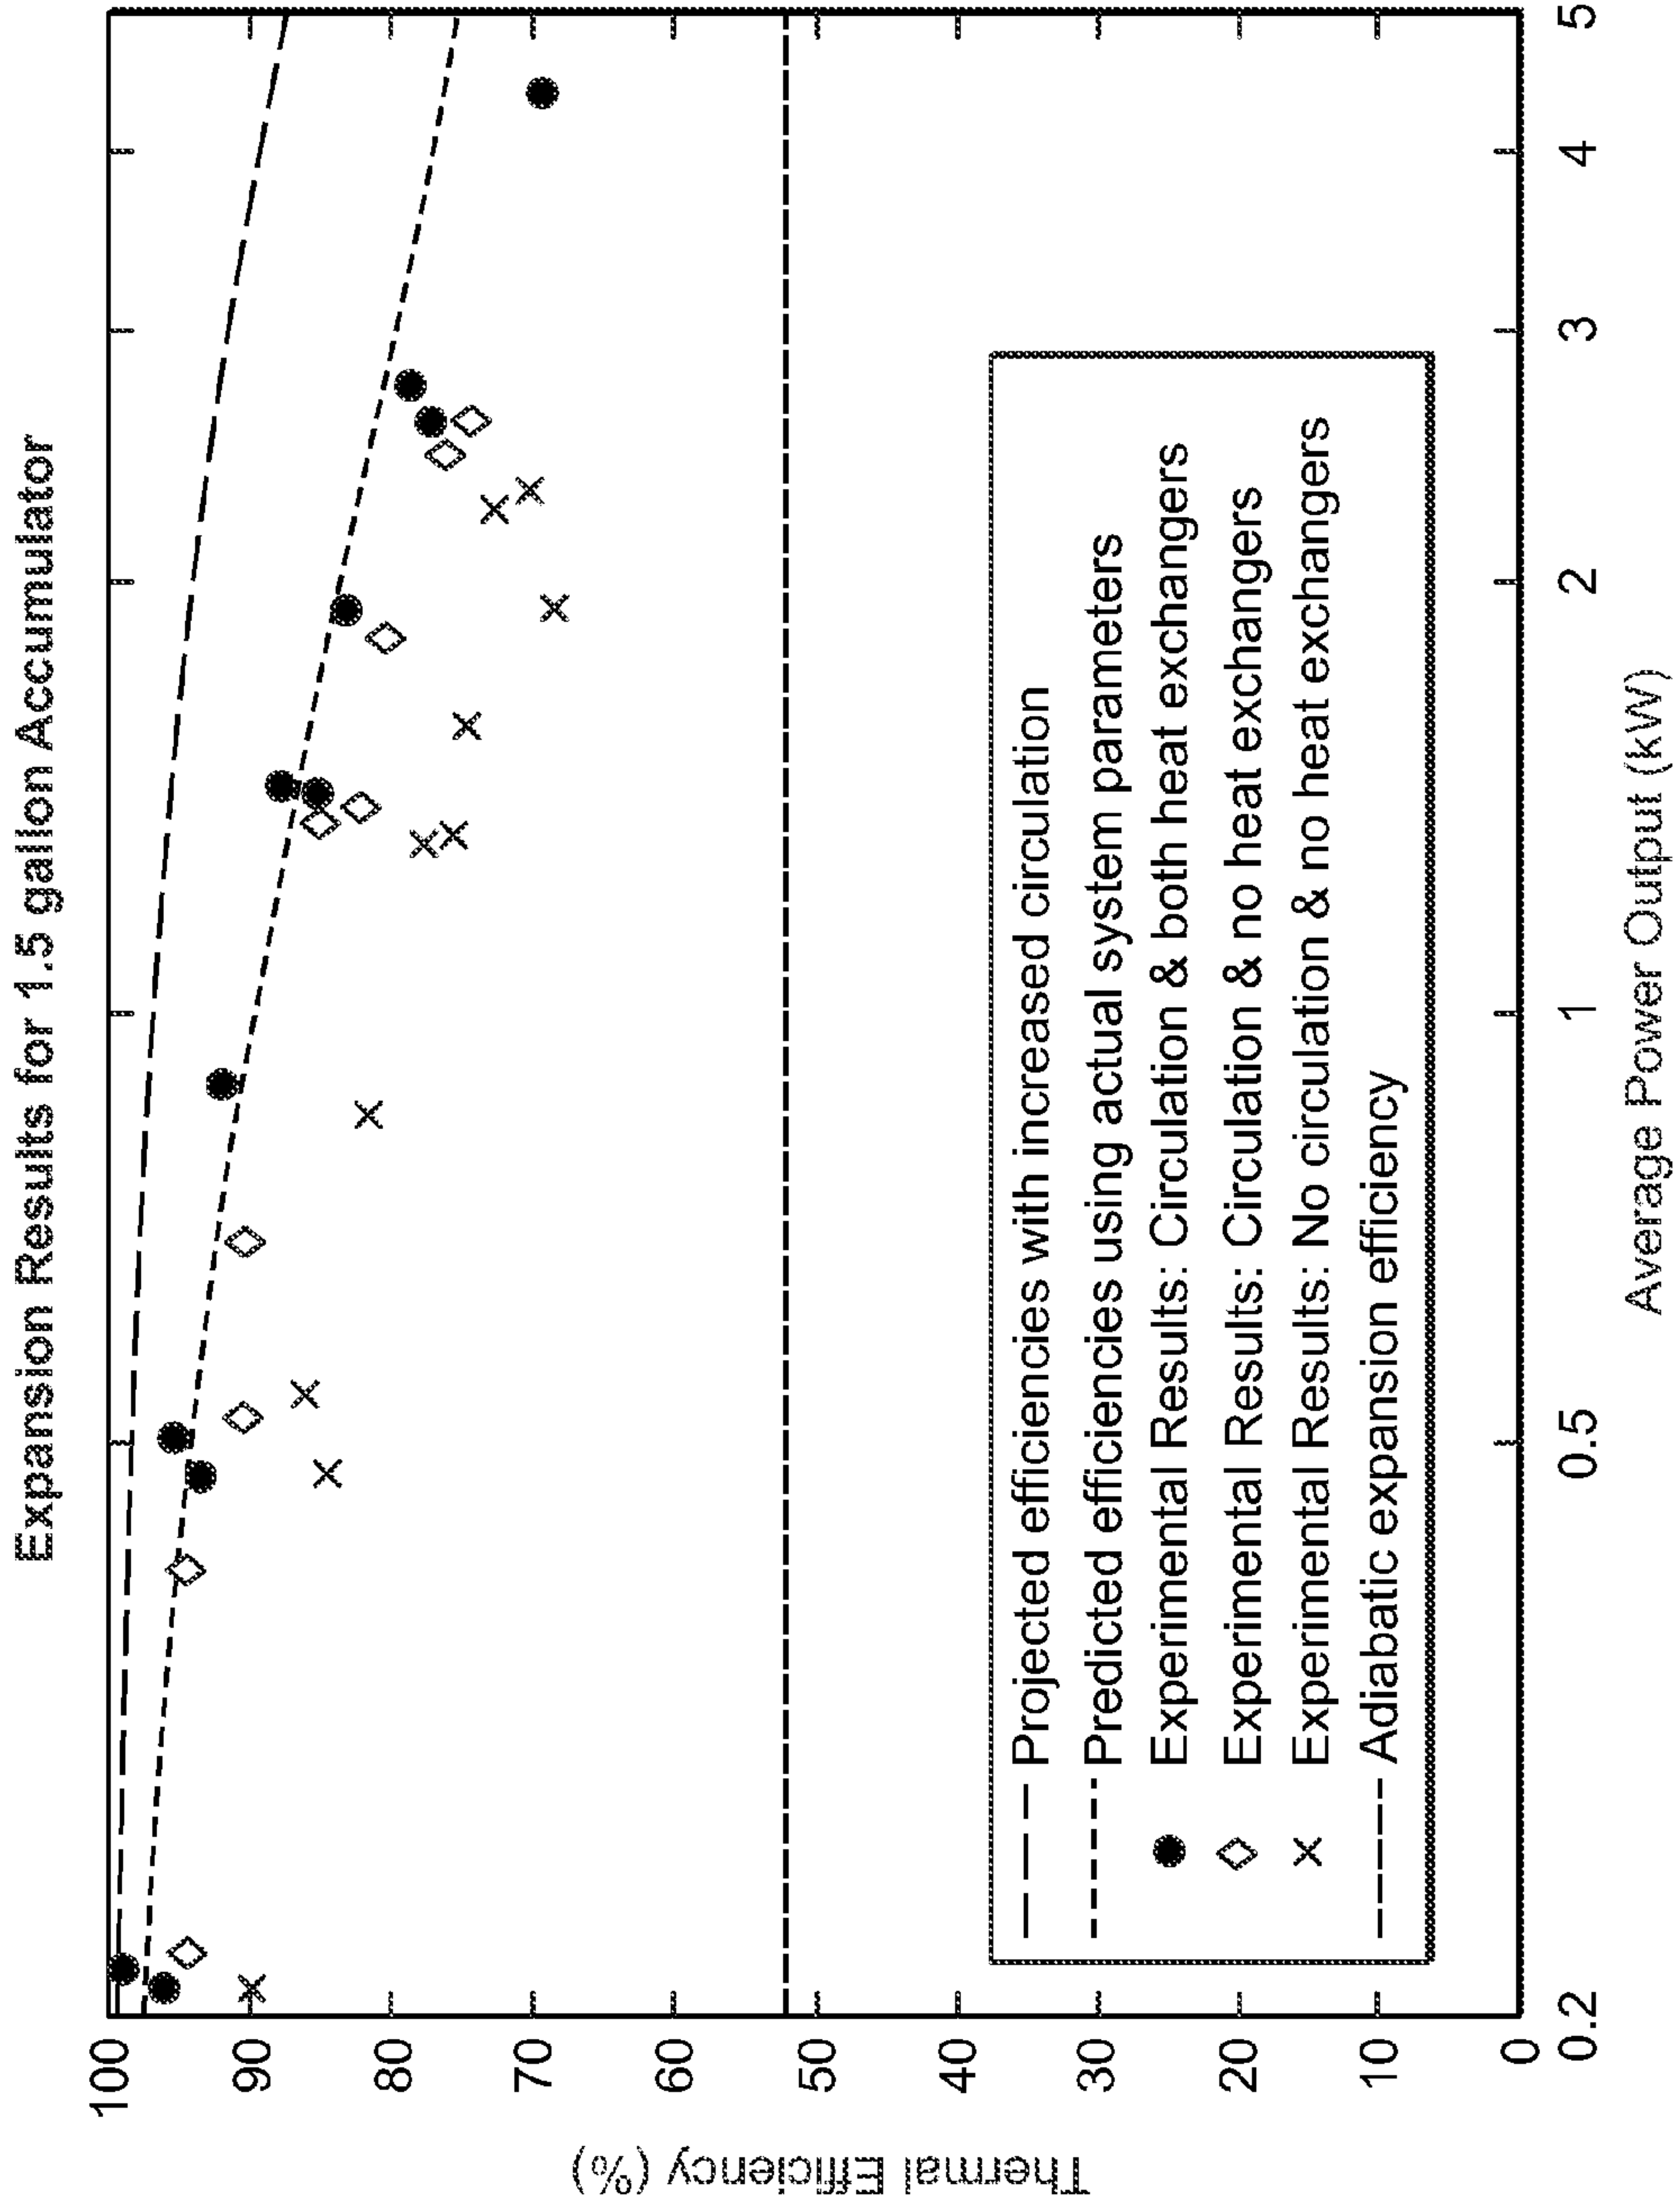 Expansion Results for 1.5 gallon Accumulator
Thermal Efficiency (%)
100
90
80
70
60
50
40
30
20
10
0
Projected efficiencies with increased circulation
Predicted efficiencies using actual system parameters
Experimental Results: Circulation & both heat exchangers
Experimental Results: Circulation & no heat exchangers
Experimental Results: No circulation & no heat exchangers
Adiabatic expansion efficiency
0.2
0.5
1
2
3
4
5
Average Power Output (kW)